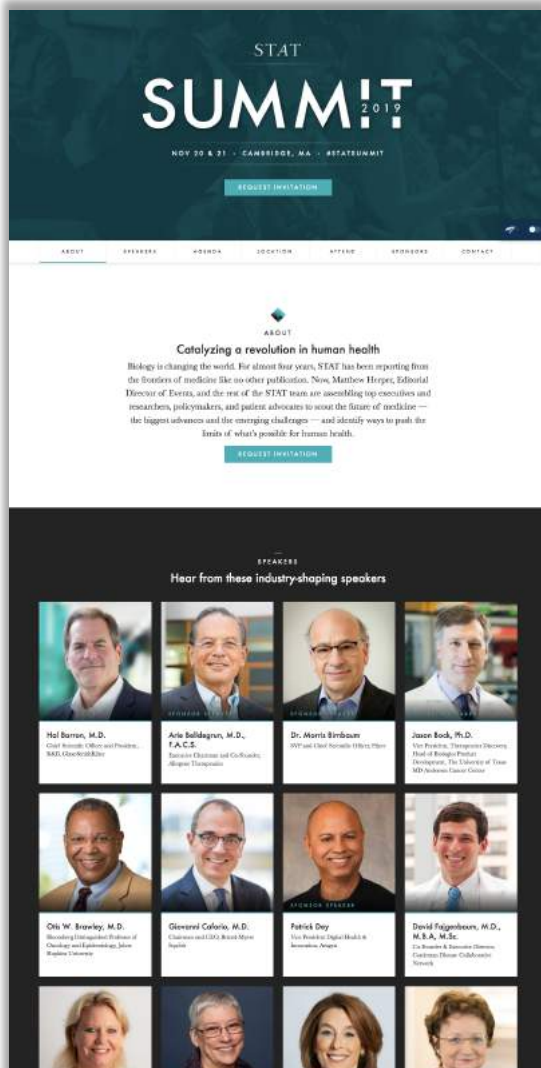 STAT
SUMMIT
2019
NOV 20 & 21 · CAMBRIDGE, MA · #STATSUMMIT
REQUEST INVITATION
ABOUT SPEAKERS AGENDA LOCATION ATTEND SPONSORS CONTACT
ABOUT
Catalyzing a revolution in human health
Biology is changing the world. For almost four years, STAT has been reporting from
the frontiers of medicine like no other publication. Now, Matthew Herper, Editorial
Director of Events, and the rest of the STAT team are assembling top executives and
researchers, policymakers, and patient advocates to scout the future of medicine —
the biggest advances and the emerging challenges — and identify ways to push the
limits of what's possible for human health.
REQUEST INVITATION
SPEAKERS
Hear from these industry-shaping speakers
SPONSOR SPEAKER
SPONSOR SPEAKER
Hal Barron, M.D.
Chief Scientific Officer and President,
R&D, GlaxoSmithKline
Arie Belldegrun, M.D.,
F.A.C.S.
Executive Chairman and Co-Founder,
Allogene Therapeutics
Dr. Morris Birnbaum
SVP and Chief Scientific Officer, Pfizer
Jason Bock, Ph.D.
Vice President, Therapeutics Discovery,
Head of Biologics Product
Development, The University of Texas
MD Anderson Cancer Center
SPONSOR SPEAKER
Otis W. Brawley, M.D.
Bloomberg Distinguished Professor of
Oncology and Epidemiology, Johns
Hopkins University
Giovanni Caforio, M.D.
Chairman and CEO, Bristol-Myers
Squibb
Patrick Day
Vice President Digital Health &
Innovation, Amgen
David Fajgenbaum, M.D.,
M.B.A, M.Sc.
Co-Founder & Executive Director,
Castleman Disease Collaborative
Network